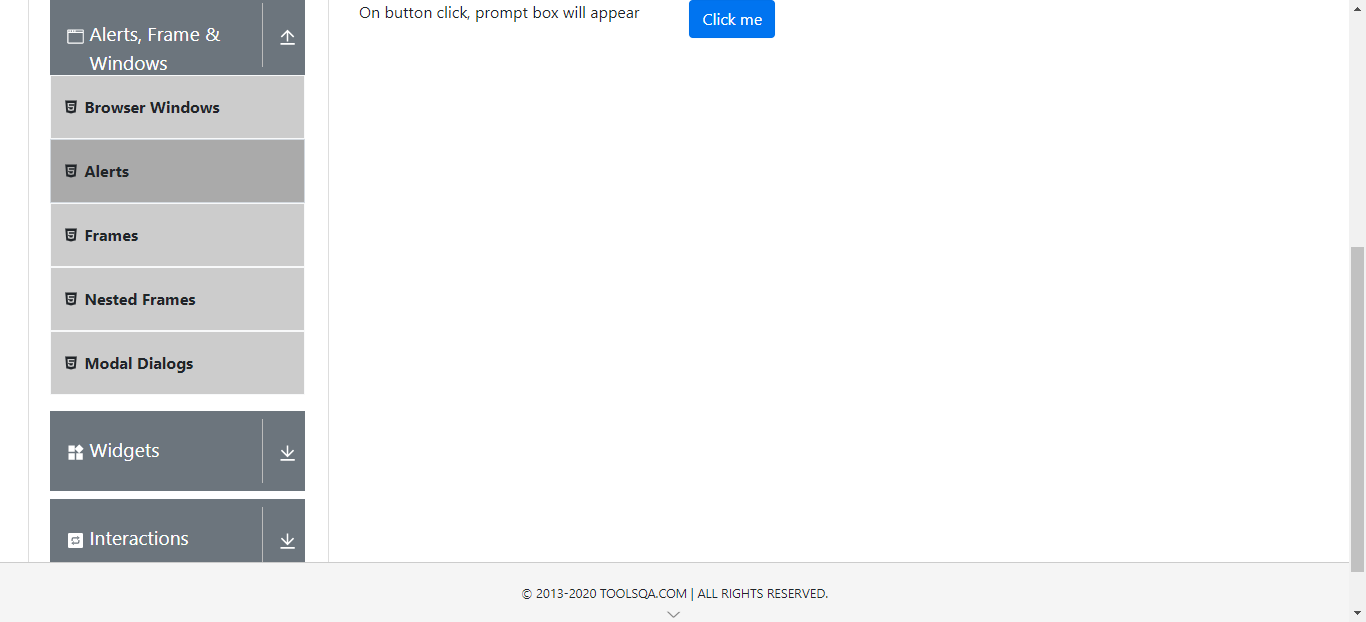 On button click, prompt box will appear
Click me
Alerts, Frame &
Windows
Browser Windows
Alerts
Frames
Nested Frames
Modal Dialogs
Widgets
Interactions
© 2013-2020 TOOLSQA.COM | ALL RIGHTS RESERVED.